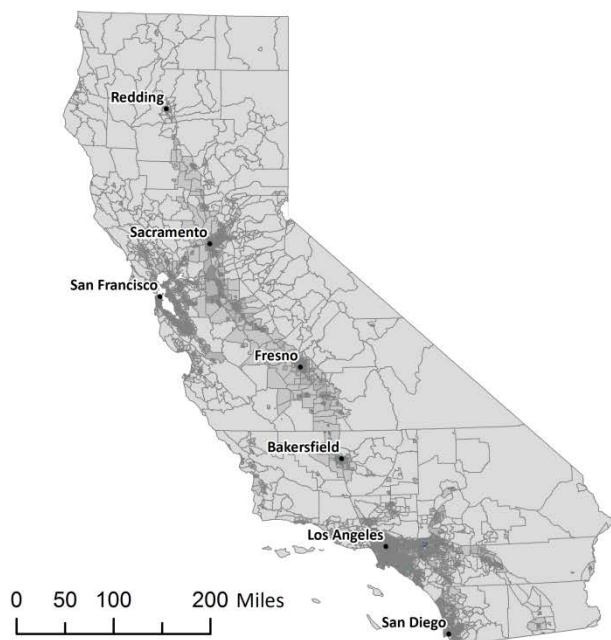 Redding
Sacramento
San Francisco
Fresno
Bakersfield
Los Angeles
San Diego
0 50 100 200 Miles